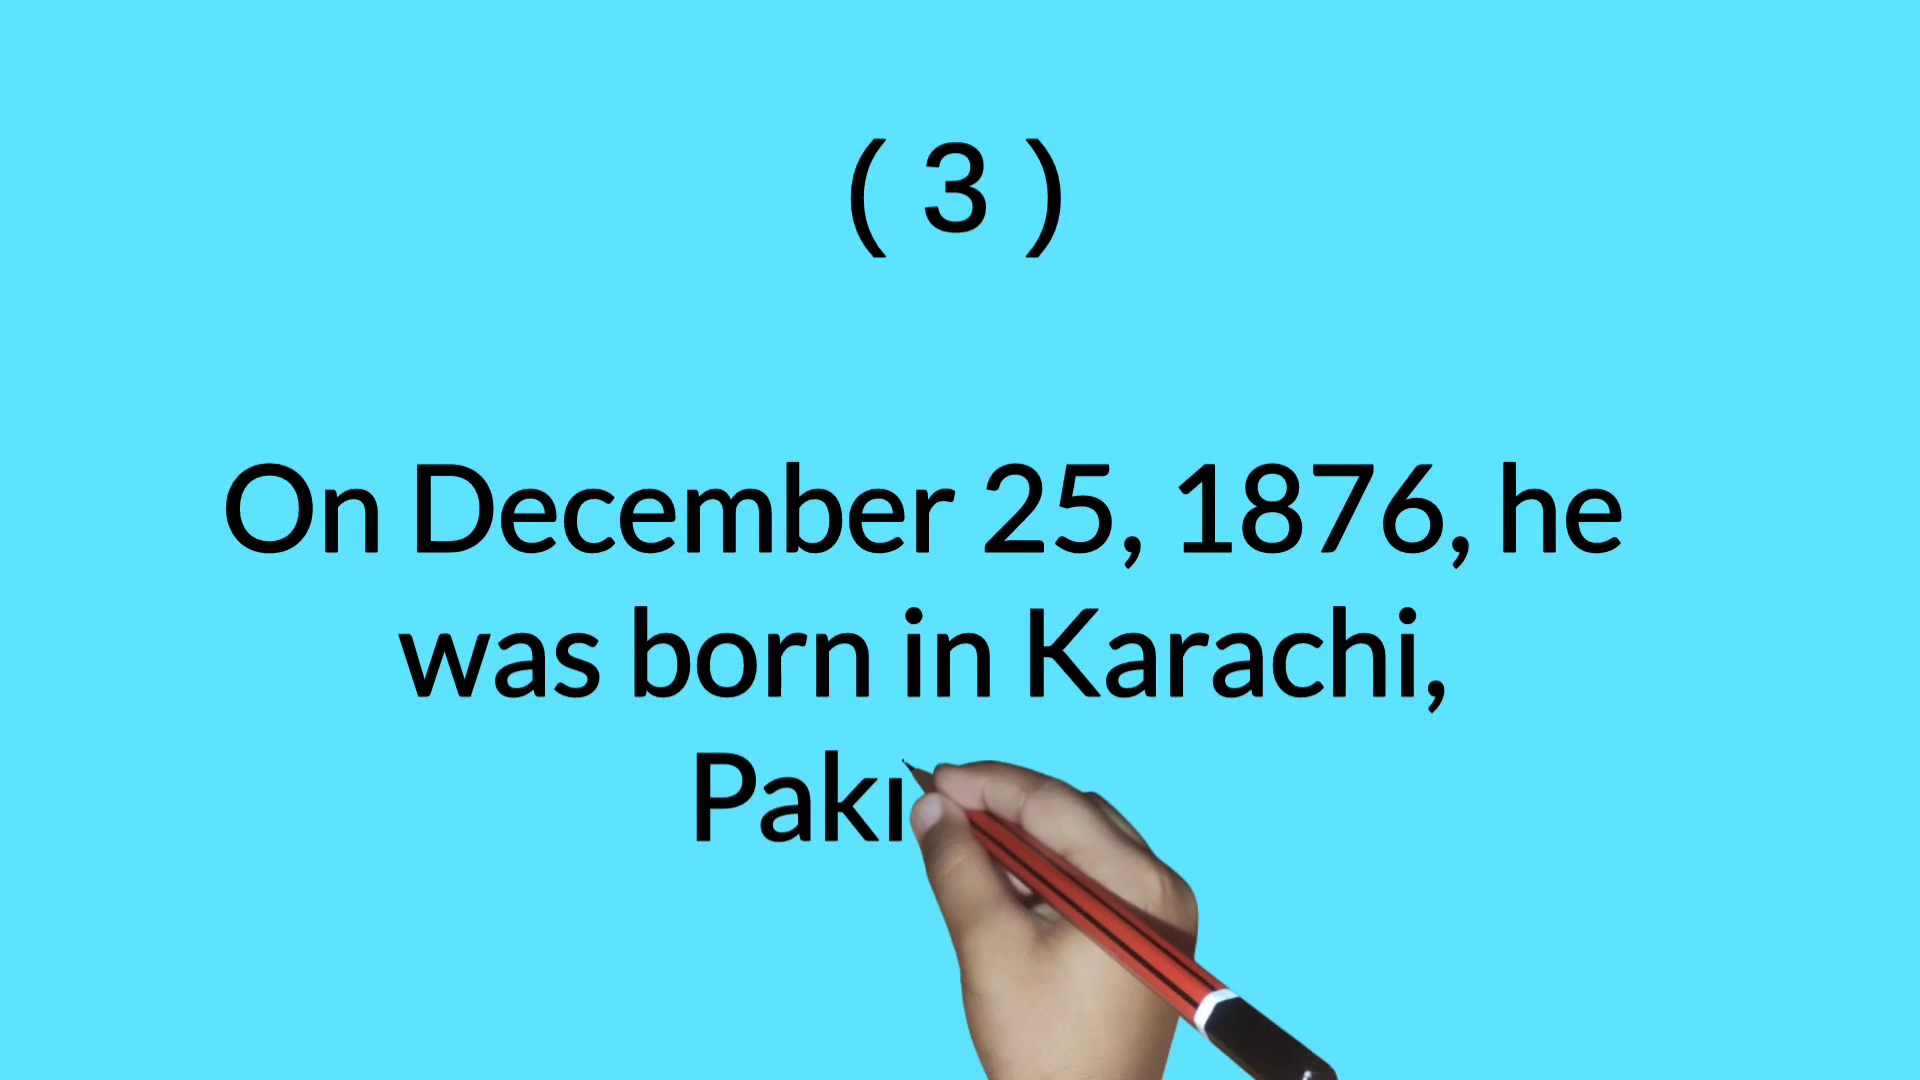 ( 3 )
On December 25, 1876, he
was born in Karachi,
Paki